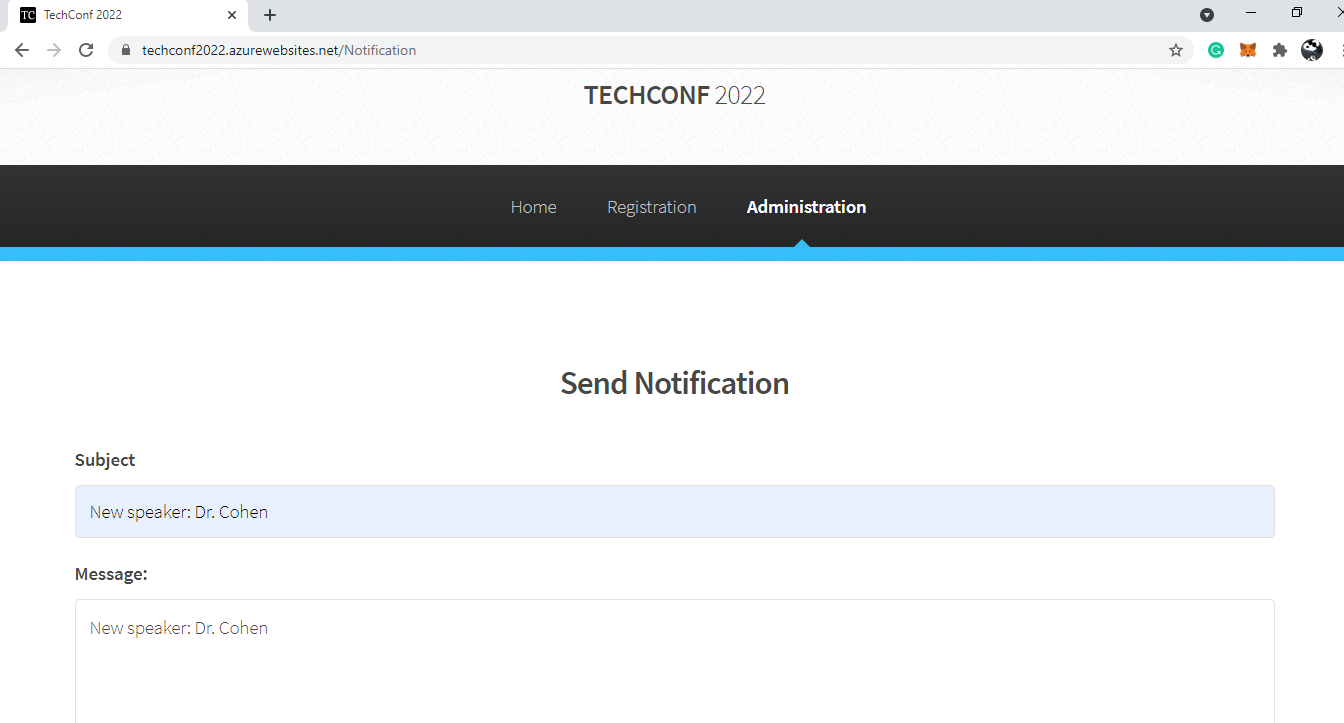 TC TechConf 2022
techconf2022.azurewebsites.net/Notification
TECHCONF 2022
Home Registration Administration
Send Notification
Subject
New speaker: Dr. Cohen
Message:
New speaker: Dr. Cohen